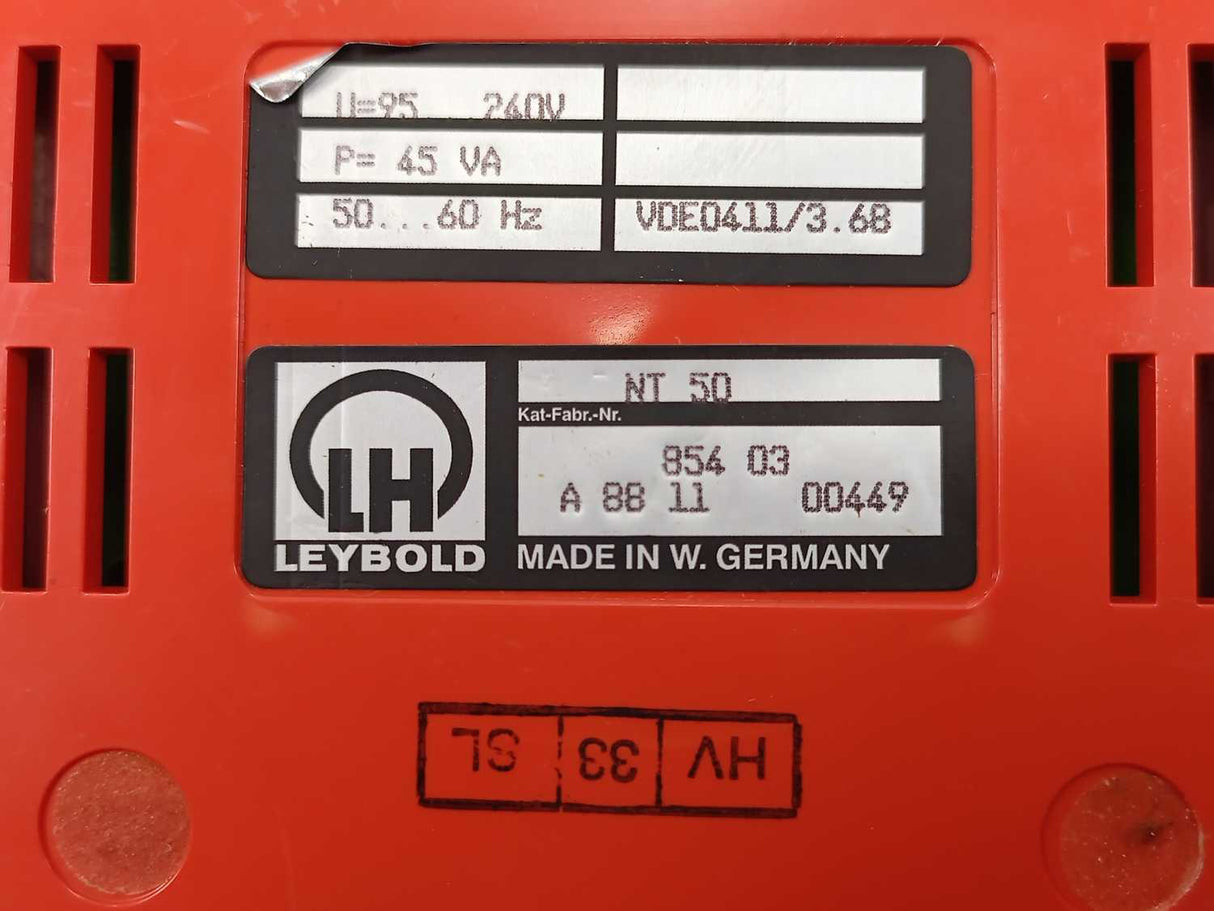 U=95...240V
P= 45 VA
50...60 Hz VDE0411/3.68
LH
LEYBOLD
NT 50
Kat-Fabr.-Nr.
854 03
A 88 11 00449
MADE IN W. GERMANY
HV 33 SL